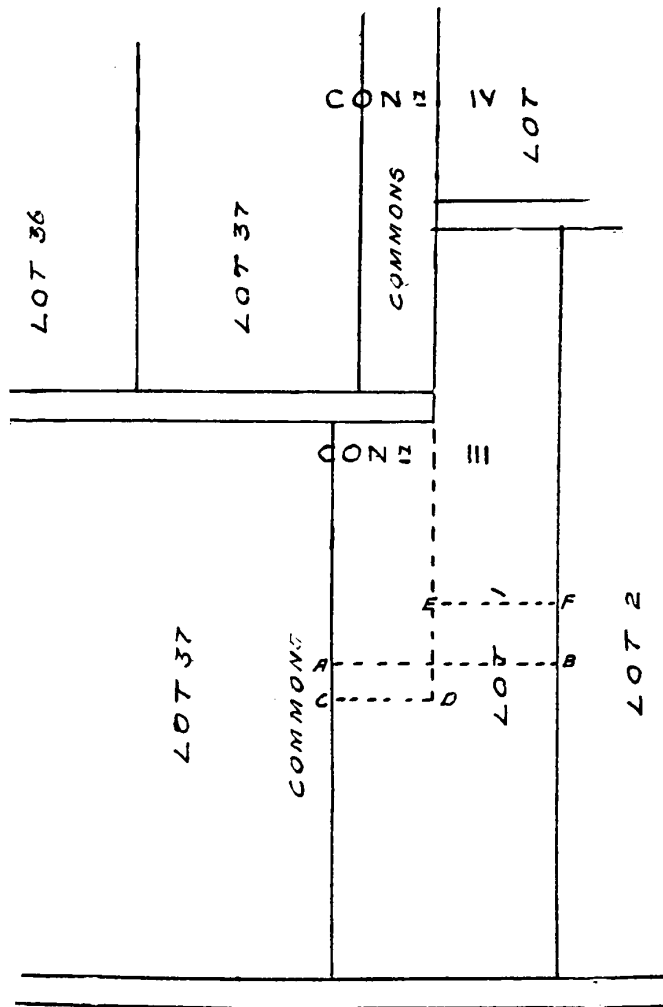 CON IV
LOT
COMMONS
LOT 36
LOT 37
CON III
E 1 F
A B
C D
LOT
COMMONS
LOT 37
LOT 2